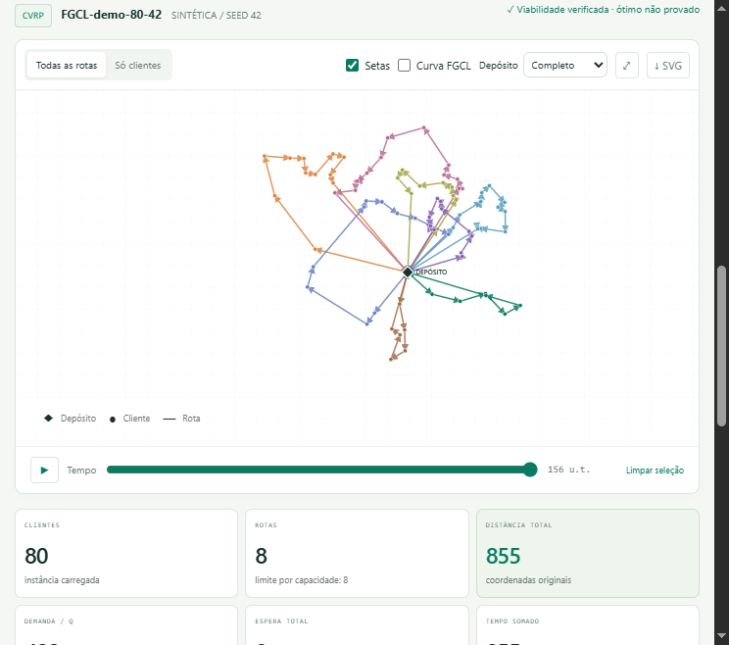 CVRP FGCL-demo-80-42 SINTÉTICA / SEED 42 ✓ Viabilidade verificada · ótimo não provado
Todas as rotas Só clientes Setas Curva FGCL Depósito Completo ↓ SVG
DEPÓSITO
Depósito Cliente Rota
Tempo 156 u.t. Limpar seleção
CLIENTES ROTAS DISTÂNCIA TOTAL
80 8 855
instância carregada limite por capacidade: 8 coordenadas originais
DEMANDA / Q ESPERA TOTAL TEMPO SOMADO